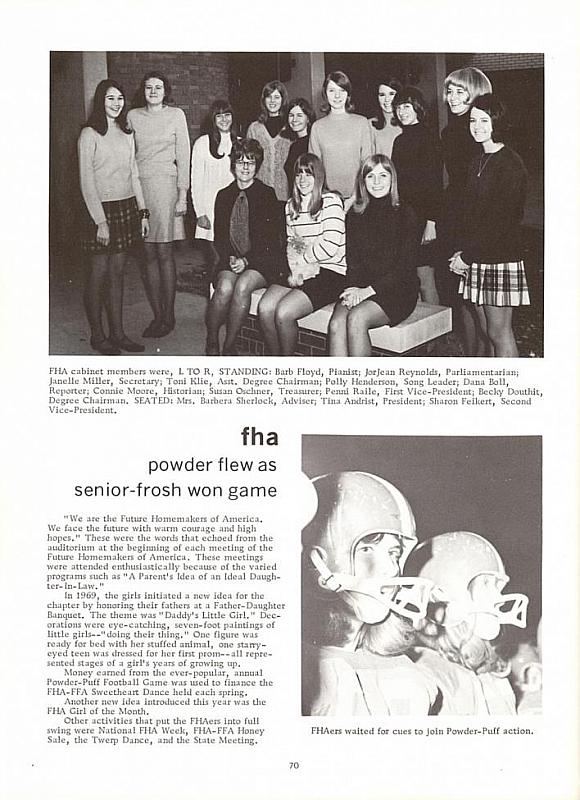 FHA cabinet members were, L TO R, STANDING: Barb Floyd, Pianist; JorJean Reynolds, Parliamentarian;
Janelle Miller, Secretary; Toni Klie, Asst. Degree Chairman; Polly Henderson, Song Leader; Dana Boll,
Reporter; Connie Moore, Historian; Susan Oschner, Treasurer; Penni Raile, First Vice-President; Becky Douthit,
Degree Chairman. SEATED: Mrs. Barbera Sherlock, Adviser; Tina Andrist, President; Sharon Feikert, Second
Vice-President.
fha
powder flew as
senior-frosh won game
"We are the Future Homemakers of America.
We face the future with warm courage and high
hopes." These were the words that echoed from the
auditorium at the beginning of each meeting of the
Future Homemakers of America. These meetings
were attended enthusiastically because of the varied
programs such as "A Parent's Idea of an Ideal Daugh-
ter-in-Law."
In 1969, the girls initiated a new idea for the
chapter by honoring their fathers at a Father-Daughter
Banquet. The theme was "Daddy's Little Girl." Dec-
orations were eye-catching, seven-foot paintings of
little girls--"doing their thing." One figure was
ready for bed with her stuffed animal, one starry-
eyed teen was dressed for her first prom--all repre-
sented stages of a girl's years of growing up.
Money earned from the ever-popular, annual
Powder-Puff Football Game was used to finance the
FHA-FFA Sweetheart Dance held each spring.
Another new idea introduced this year was the
FHA Girl of the Month.
Other activities that put the FHAers into full
swing were National FHA Week, FHA-FFA Honey
Sale, the Twerp Dance, and the State Meeting.
FHAers waited for cues to join Powder-Puff action.
70